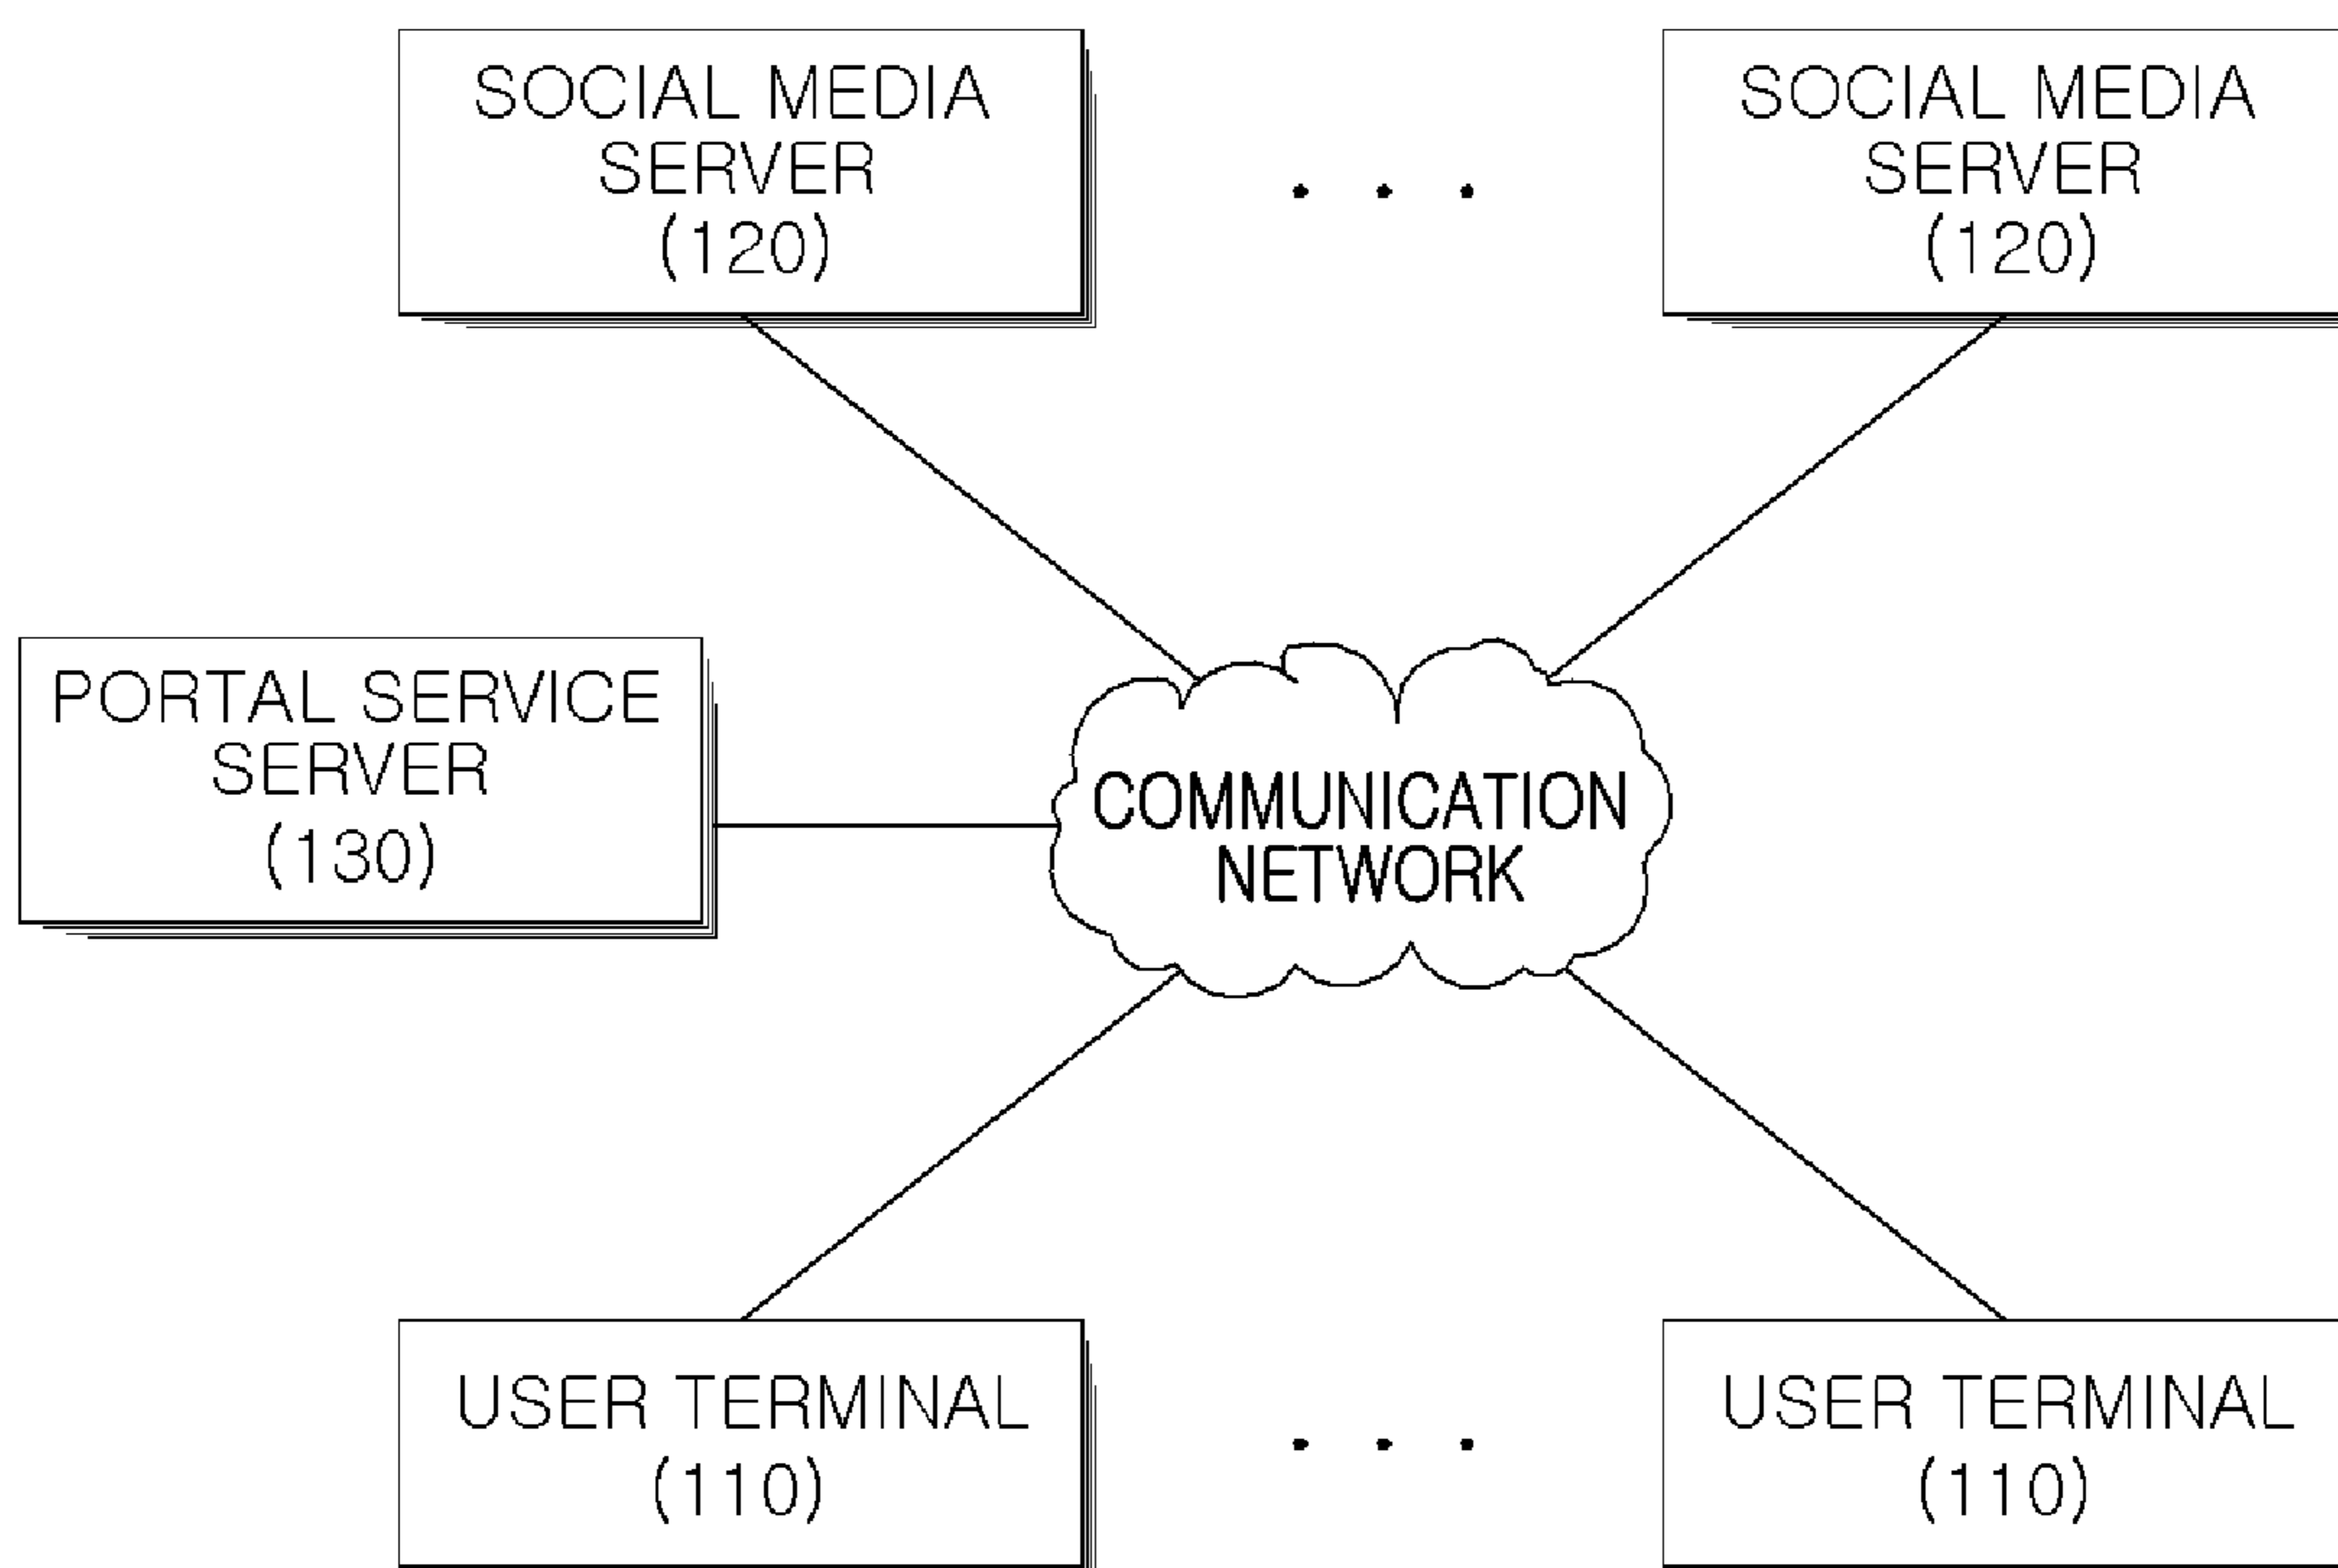 SOCIAL MEDIA
SERVER
(120)
. . .
SOCIAL MEDIA
SERVER
(120)
PORTAL SERVICE
SERVER
(130)
COMMUNICATION
NETWORK
USER TERMINAL
(110)
. . .
USER TERMINAL
(110)